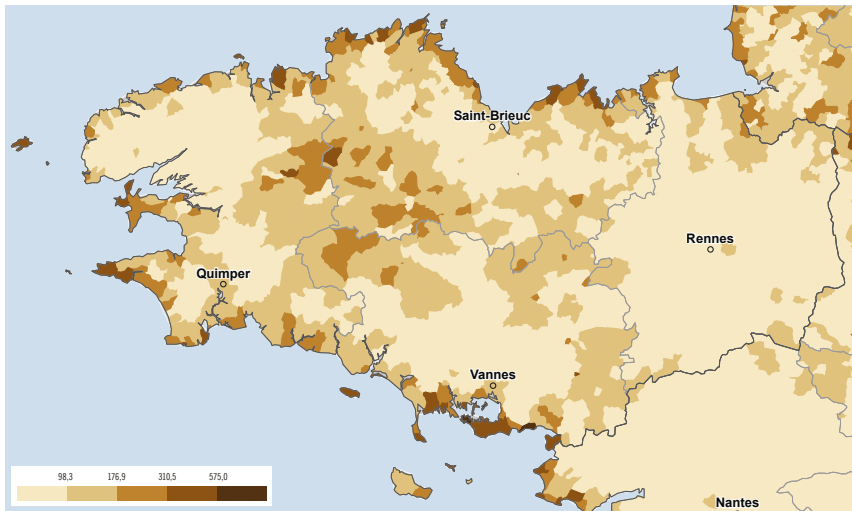 Saint-Brieuc
Rennes
Quimper
Vannes
98,3 176,9 310,5 575,0
Nantes